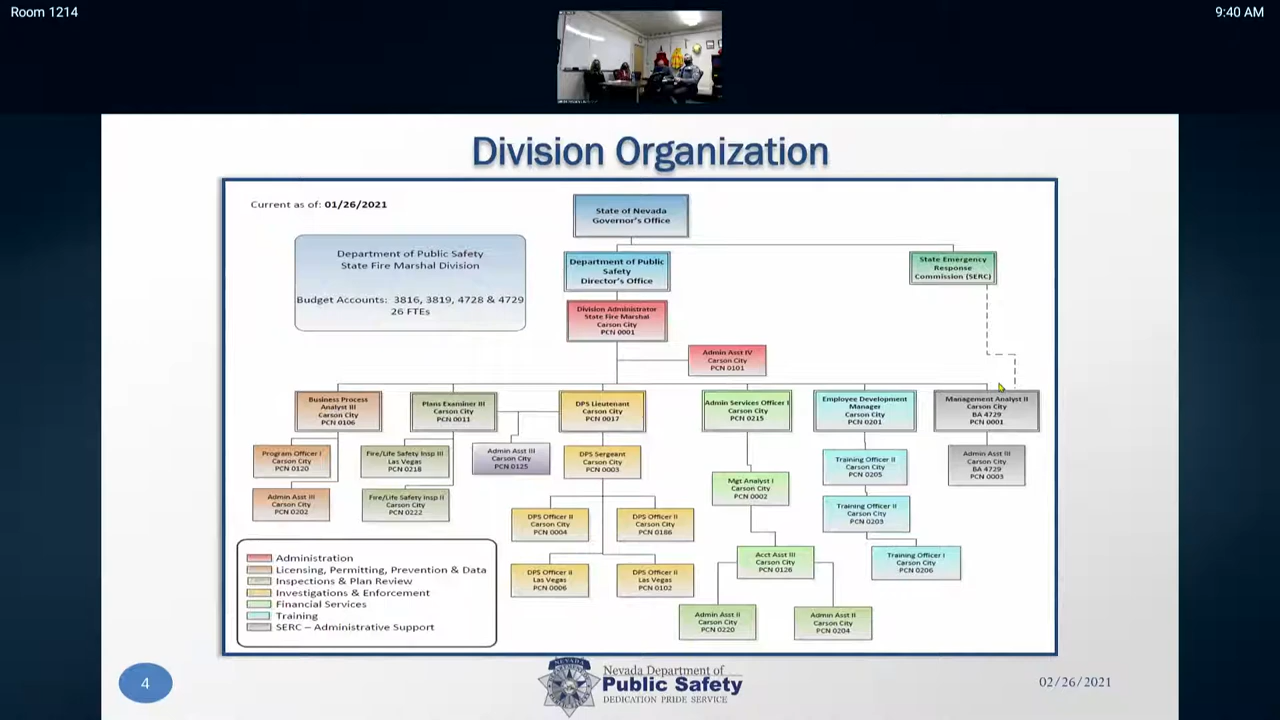 Room 1214
9:40 AM
Division Organization
Current as of: 01/26/2021
State of Nevada
Governor's Office
Department of Public Safety
State Fire Marshal Division
Budget Accounts: 3816, 3819, 4728 & 4729
26 FTEs
Department of Public
Safety
Director's Office
State Emergency
Response
Commission (SERC)
Division Administrator
State Fire Marshal
Carson City
PCN 0001
Admin Asst IV
Carson City
PCN 0101
Business Process
Analyst III
Carson City
PCN 0106
Plans Examiner III
Carson City
PCN 0011
DPS Lieutenant
Carson City
PCN 0017
Admin Services Officer I
Carson City
PCN 0215
Employee Development
Manager
Carson City
PCN 0201
Management Analyst II
Carson City
BA 4729
PCN 0001
Program Officer I
Carson City
PCN 0120
Fire/Life Safety Insp III
Las Vegas
PCN 0218
Admin Asst III
Carson City
PCN 0125
DPS Sergeant
Carson City
PCN 0003
Training Officer II
Carson City
PCN 0205
Admin Asst III
Carson City
BA 4729
PCN 0003
Admin Asst III
Carson City
PCN 0202
Fire/Life Safety Insp II
Carson City
PCN 0222
Mgt Analyst I
Carson City
PCN 0002
DPS Officer II
Carson City
PCN 0004
DPS Officer II
Carson City
PCN 0186
Training Officer II
Carson City
PCN 0203
DPS Officer II
Las Vegas
PCN 0006
DPS Officer II
Las Vegas
PCN 0102
Acct Asst III
Carson City
PCN 0126
Training Officer I
Carson City
PCN 0206
Admin Asst II
Carson City
PCN 0220
Admin Asst II
Carson City
PCN 0204
Administration
Licensing, Permitting, Prevention & Data
Inspections & Plan Review
Investigations & Enforcement
Financial Services
Training
SERC – Administrative Support
4
NEVADA
Nevada Department of
Public Safety
DEDICATION PRIDE SERVICE
02/26/2021